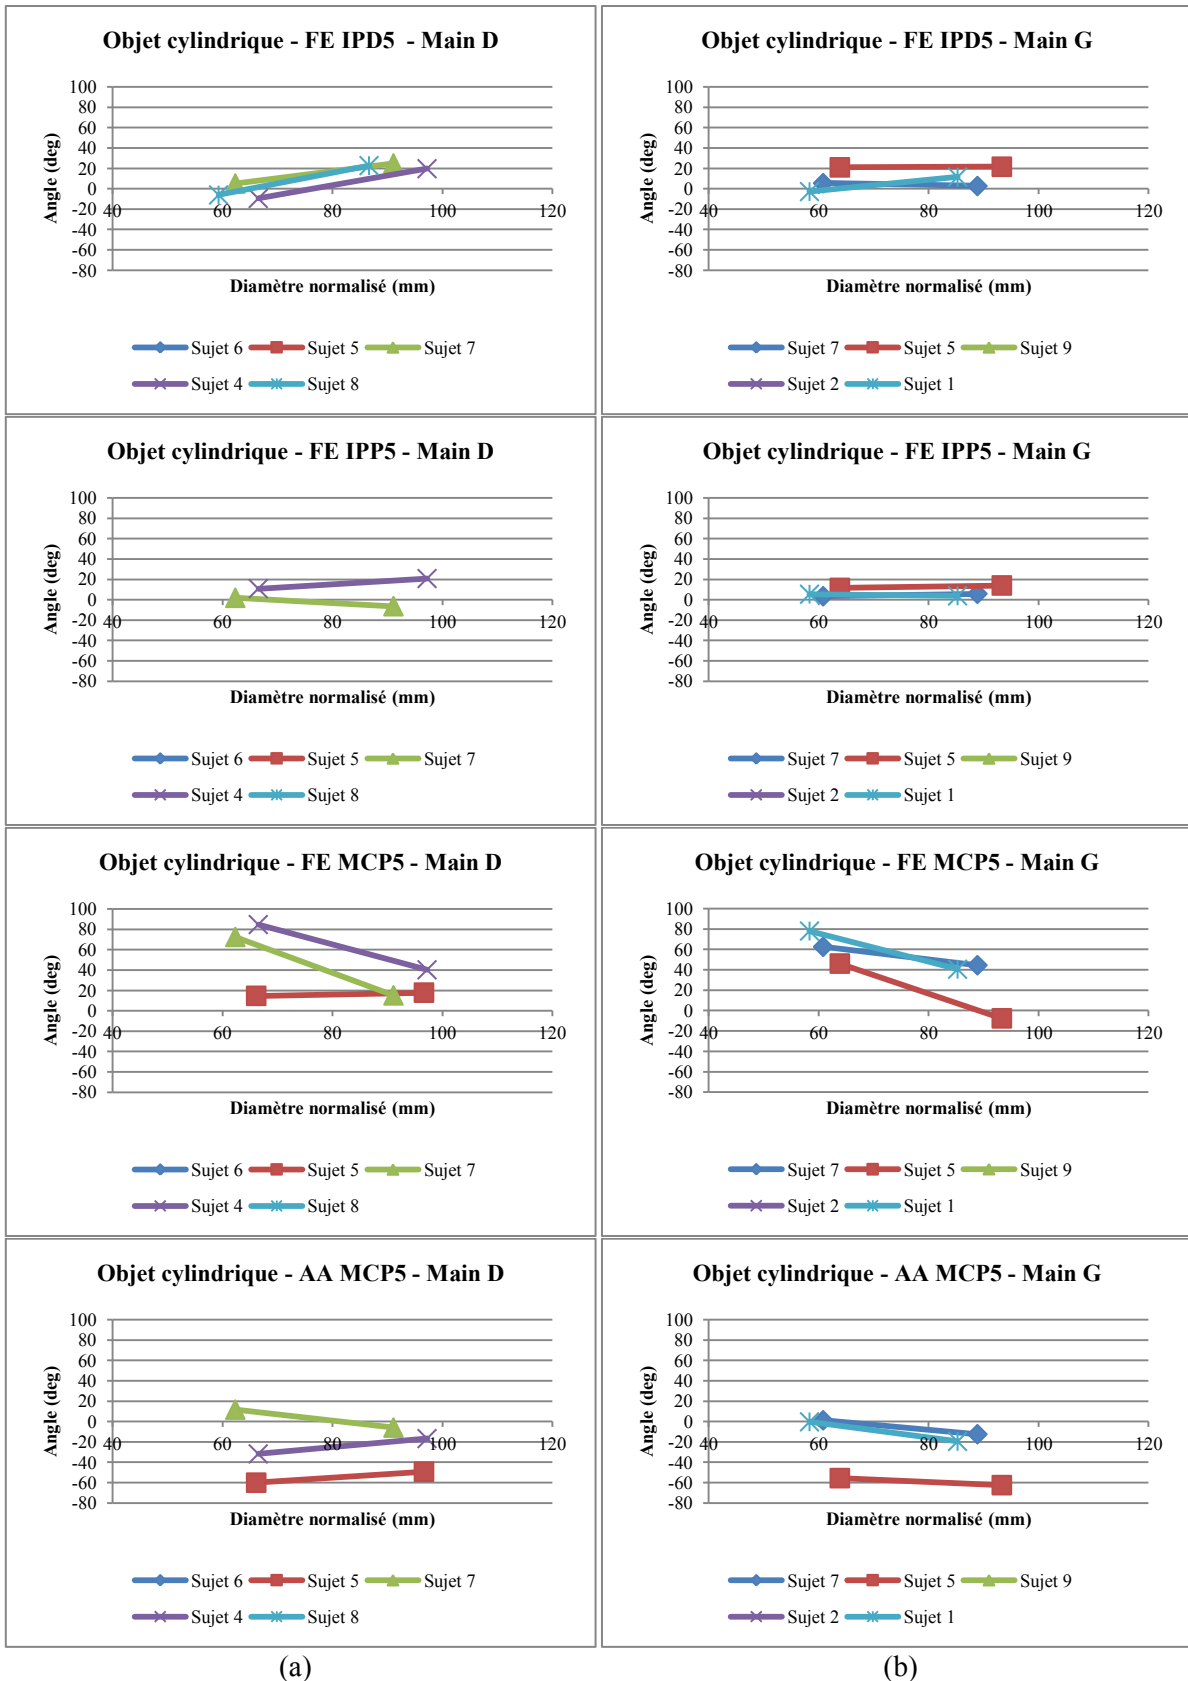 Objet cylindrique - FE IPD5 - Main D
100
80
60
40
20
0
-20
-40
-60
-80
40 60 80 100 120
Angle (deg)
Diamètre normalisé (mm)
Sujet 6 Sujet 5 Sujet 7
Sujet 4 Sujet 8
Objet cylindrique - FE IPD5 - Main G
100
80
60
40
20
0
-20
-40
-60
-80
40 60 80 100 120
Angle (deg)
Diamètre normalisé (mm)
Sujet 7 Sujet 5 Sujet 9
Sujet 2 Sujet 1
Objet cylindrique - FE IPP5 - Main D
100
80
60
40
20
0
-20
-40
-60
-80
40 60 80 100 120
Angle (deg)
Diamètre normalisé (mm)
Sujet 6 Sujet 5 Sujet 7
Sujet 4 Sujet 8
Objet cylindrique - FE IPP5 - Main G
100
80
60
40
20
0
-20
-40
-60
-80
40 60 80 100 120
Angle (deg)
Diamètre normalisé (mm)
Sujet 7 Sujet 5 Sujet 9
Sujet 2 Sujet 1
Objet cylindrique - FE MCP5 - Main D
100
80
60
40
20
0
-20
-40
-60
-80
40 60 80 100 120
Angle (deg)
Diamètre normalisé (mm)
Sujet 6 Sujet 5 Sujet 7
Sujet 4 Sujet 8
Objet cylindrique - FE MCP5 - Main G
100
80
60
40
20
0
-20
-40
-60
-80
40 60 80 100 120
Angle (deg)
Diamètre normalisé (mm)
Sujet 7 Sujet 5 Sujet 9
Sujet 2 Sujet 1
Objet cylindrique - AA MCP5 - Main D
100
80
60
40
20
0
-20
-40
-60
-80
40 60 80 100 120
Angle (deg)
Diamètre normalisé (mm)
Sujet 6 Sujet 5 Sujet 7
Sujet 4 Sujet 8
Objet cylindrique - AA MCP5 - Main G
100
80
60
40
20
0
-20
-40
-60
-80
40 60 80 100 120
Angle (deg)
Diamètre normalisé (mm)
Sujet 7 Sujet 5 Sujet 9
Sujet 2 Sujet 1
(a) (b)